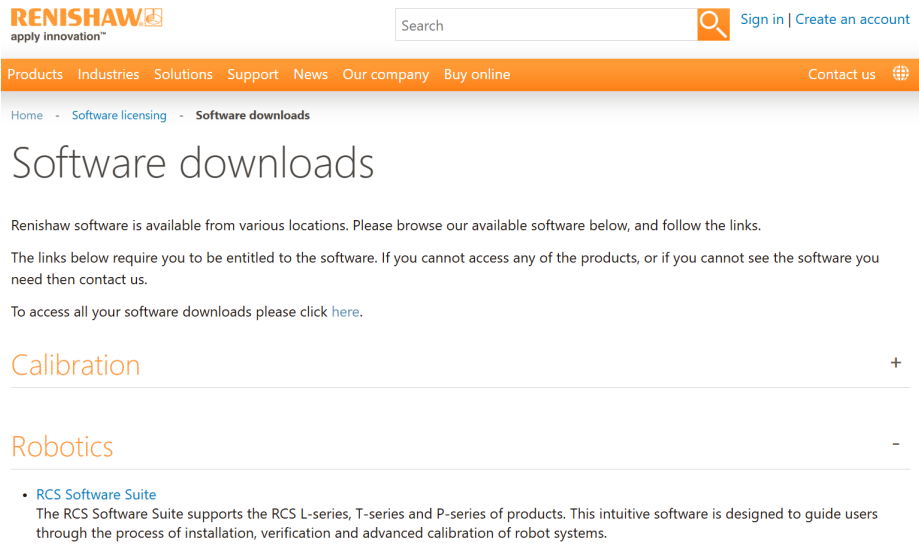 RENISHAW
apply innovation™
Search
Sign in | Create an account
Products Industries Solutions Support News Our company Buy online
Contact us
Home - Software licensing - Software downloads
Software downloads
Renishaw software is available from various locations. Please browse our available software below, and follow the links.
The links below require you to be entitled to the software. If you cannot access any of the products, or if you cannot see the software you
need then contact us.
To access all your software downloads please click here.
Calibration +
Robotics -
• RCS Software Suite
The RCS Software Suite supports the RCS L-series, T-series and P-series of products. This intuitive software is designed to guide users
through the process of installation, verification and advanced calibration of robot systems.